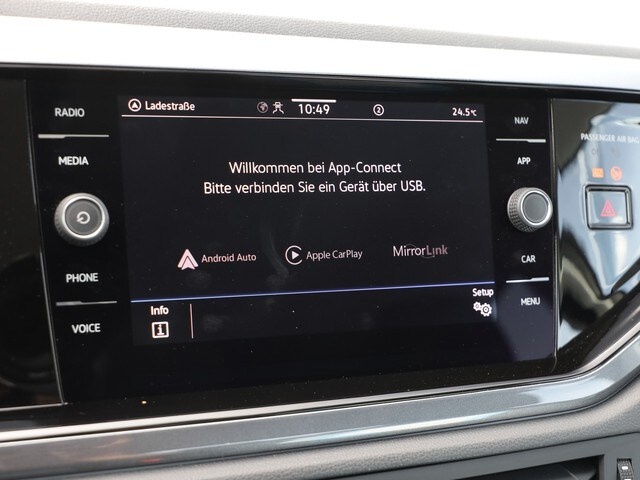 RADIO
MEDIA
PHONE
VOICE
Ladestraße
10:49
2
24.5°C
Willkommen bei App-Connect
Bitte verbinden Sie ein Gerät über USB.
Android Auto
Apple CarPlay
MirrorLink
Info
Setup
NAV
APP
CAR
MENU
PASSENGER AIR BAG